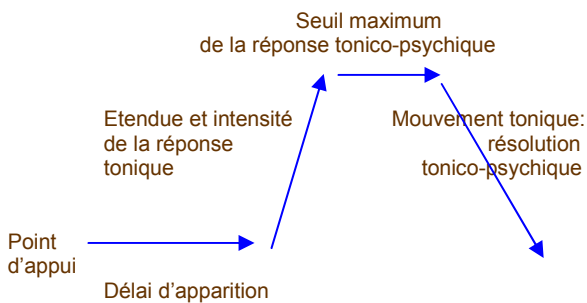 Seuil maximum
de la réponse tonico-psychique
Etendue et intensité
de la réponse
tonique
Mouvement tonique:
résolution
tonico-psychique
Point
d’appui
Délai d’apparition